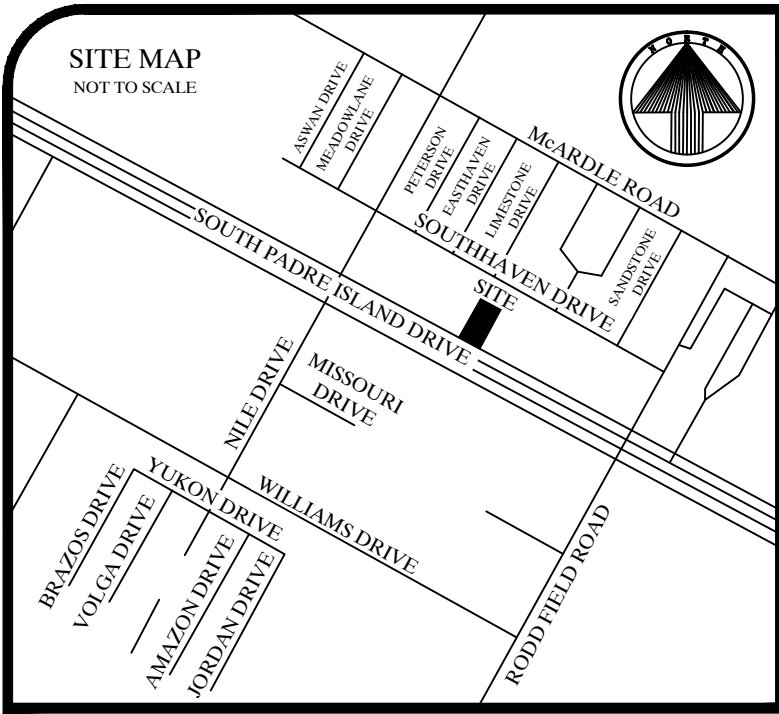 SITE MAP
NOT TO SCALE
NORTH
ASWAN DRIVE
MEADOWLANE
DRIVE
PETERSON
DRIVE
EASTHAVEN
DRIVE
LIMESTONE
DRIVE
McARDLE ROAD
SOUTHHAVEN DRIVE
SANDSTONE
DRIVE
SOUTH PADRE ISLAND DRIVE
SITE
NILE DRIVE
MISSOURI
DRIVE
YUKON DRIVE
WILLIAMS DRIVE
BRAZOS DRIVE
VOLGA DRIVE
AMAZON DRIVE
JORDAN DRIVE
RODD FIELD ROAD